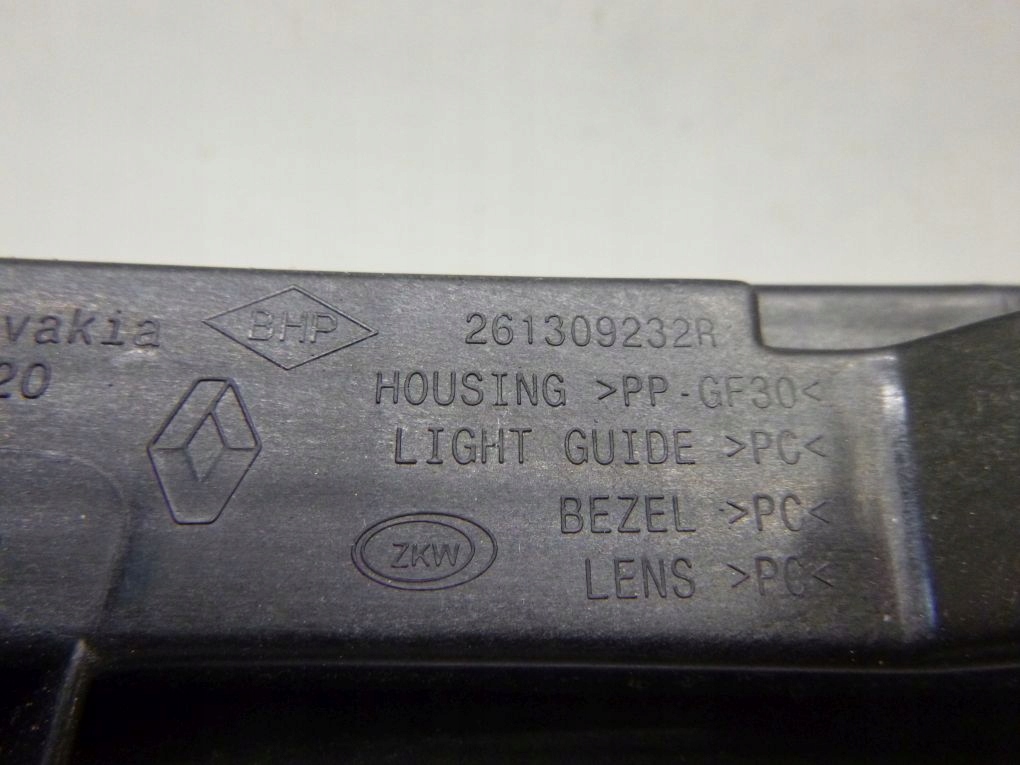 vakia
20
BHP
261309232R
HOUSING >PP-GF30<
LIGHT GUIDE >PC<
BEZEL >PC<
LENS >PC<
ZKW